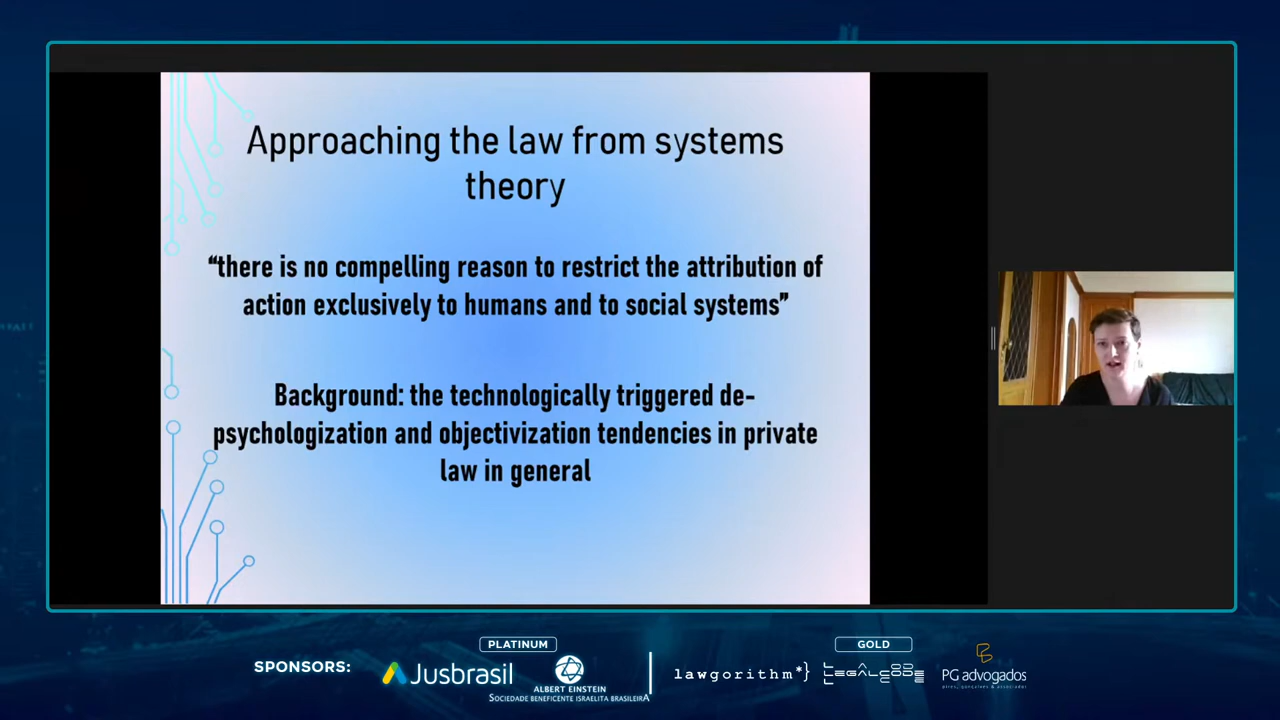 Approaching the law from systems
theory
“there is no compelling reason to restrict the attribution of
action exclusively to humans and to social systems”
Background: the technologically triggered de-
psychologization and objectivization tendencies in private
law in general
SPONSORS:
PLATINUM
Jusbrasil
ALBERT EINSTEIN
SOCIEDADE BENEFICENTE ISRAELITA BRASILEIRA
GOLD
lawgorithm*}
LEGALCODE
PG advogados